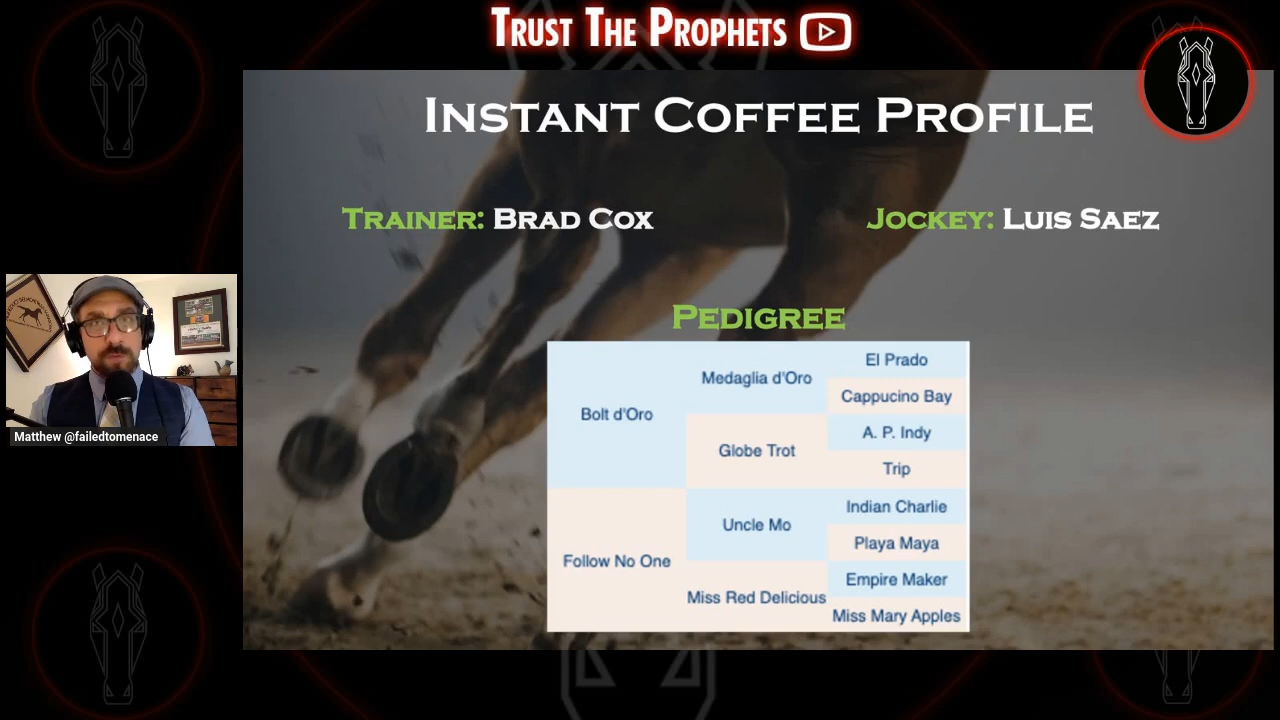 Trust The Prophets
Instant Coffee Profile
Trainer: Brad Cox
Jockey: Luis Saez
Pedigree
Bolt d'Oro
Medaglia d'Oro
El Prado
Cappucino Bay
Globe Trot
A. P. Indy
Trip
Follow No One
Uncle Mo
Indian Charlie
Playa Maya
Miss Red Delicious
Empire Maker
Miss Mary Apples
Matthew @failedtomenace